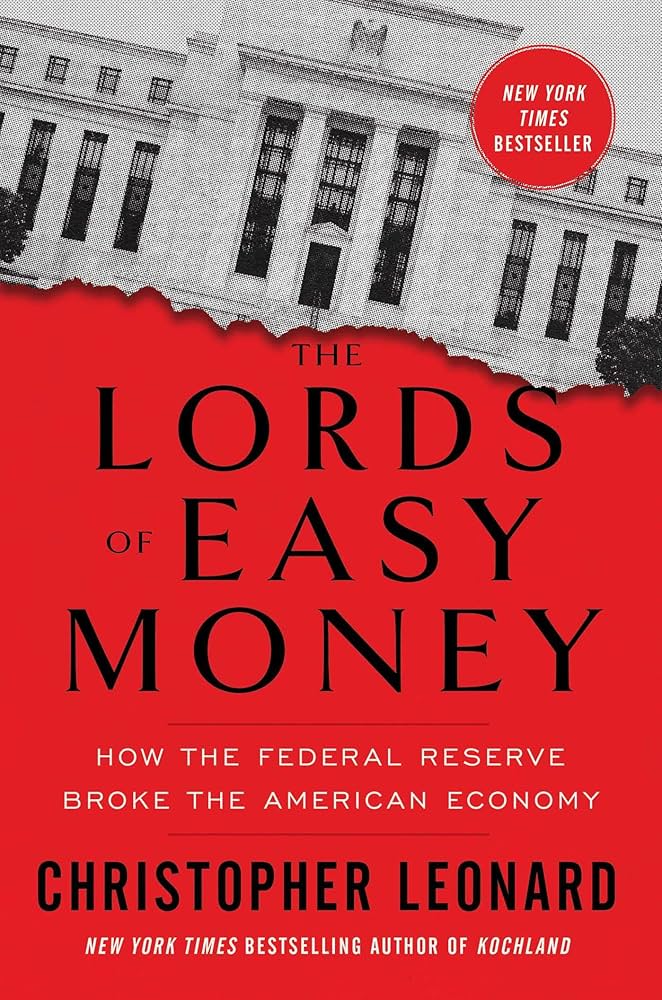 NEW YORK
TIMES
BESTSELLER
THE
LORDS
OF EASY
MONEY
HOW THE FEDERAL RESERVE
BROKE THE AMERICAN ECONOMY
CHRISTOPHER LEONARD
NEW YORK TIMES BESTSELLING AUTHOR OF KOCHLAND